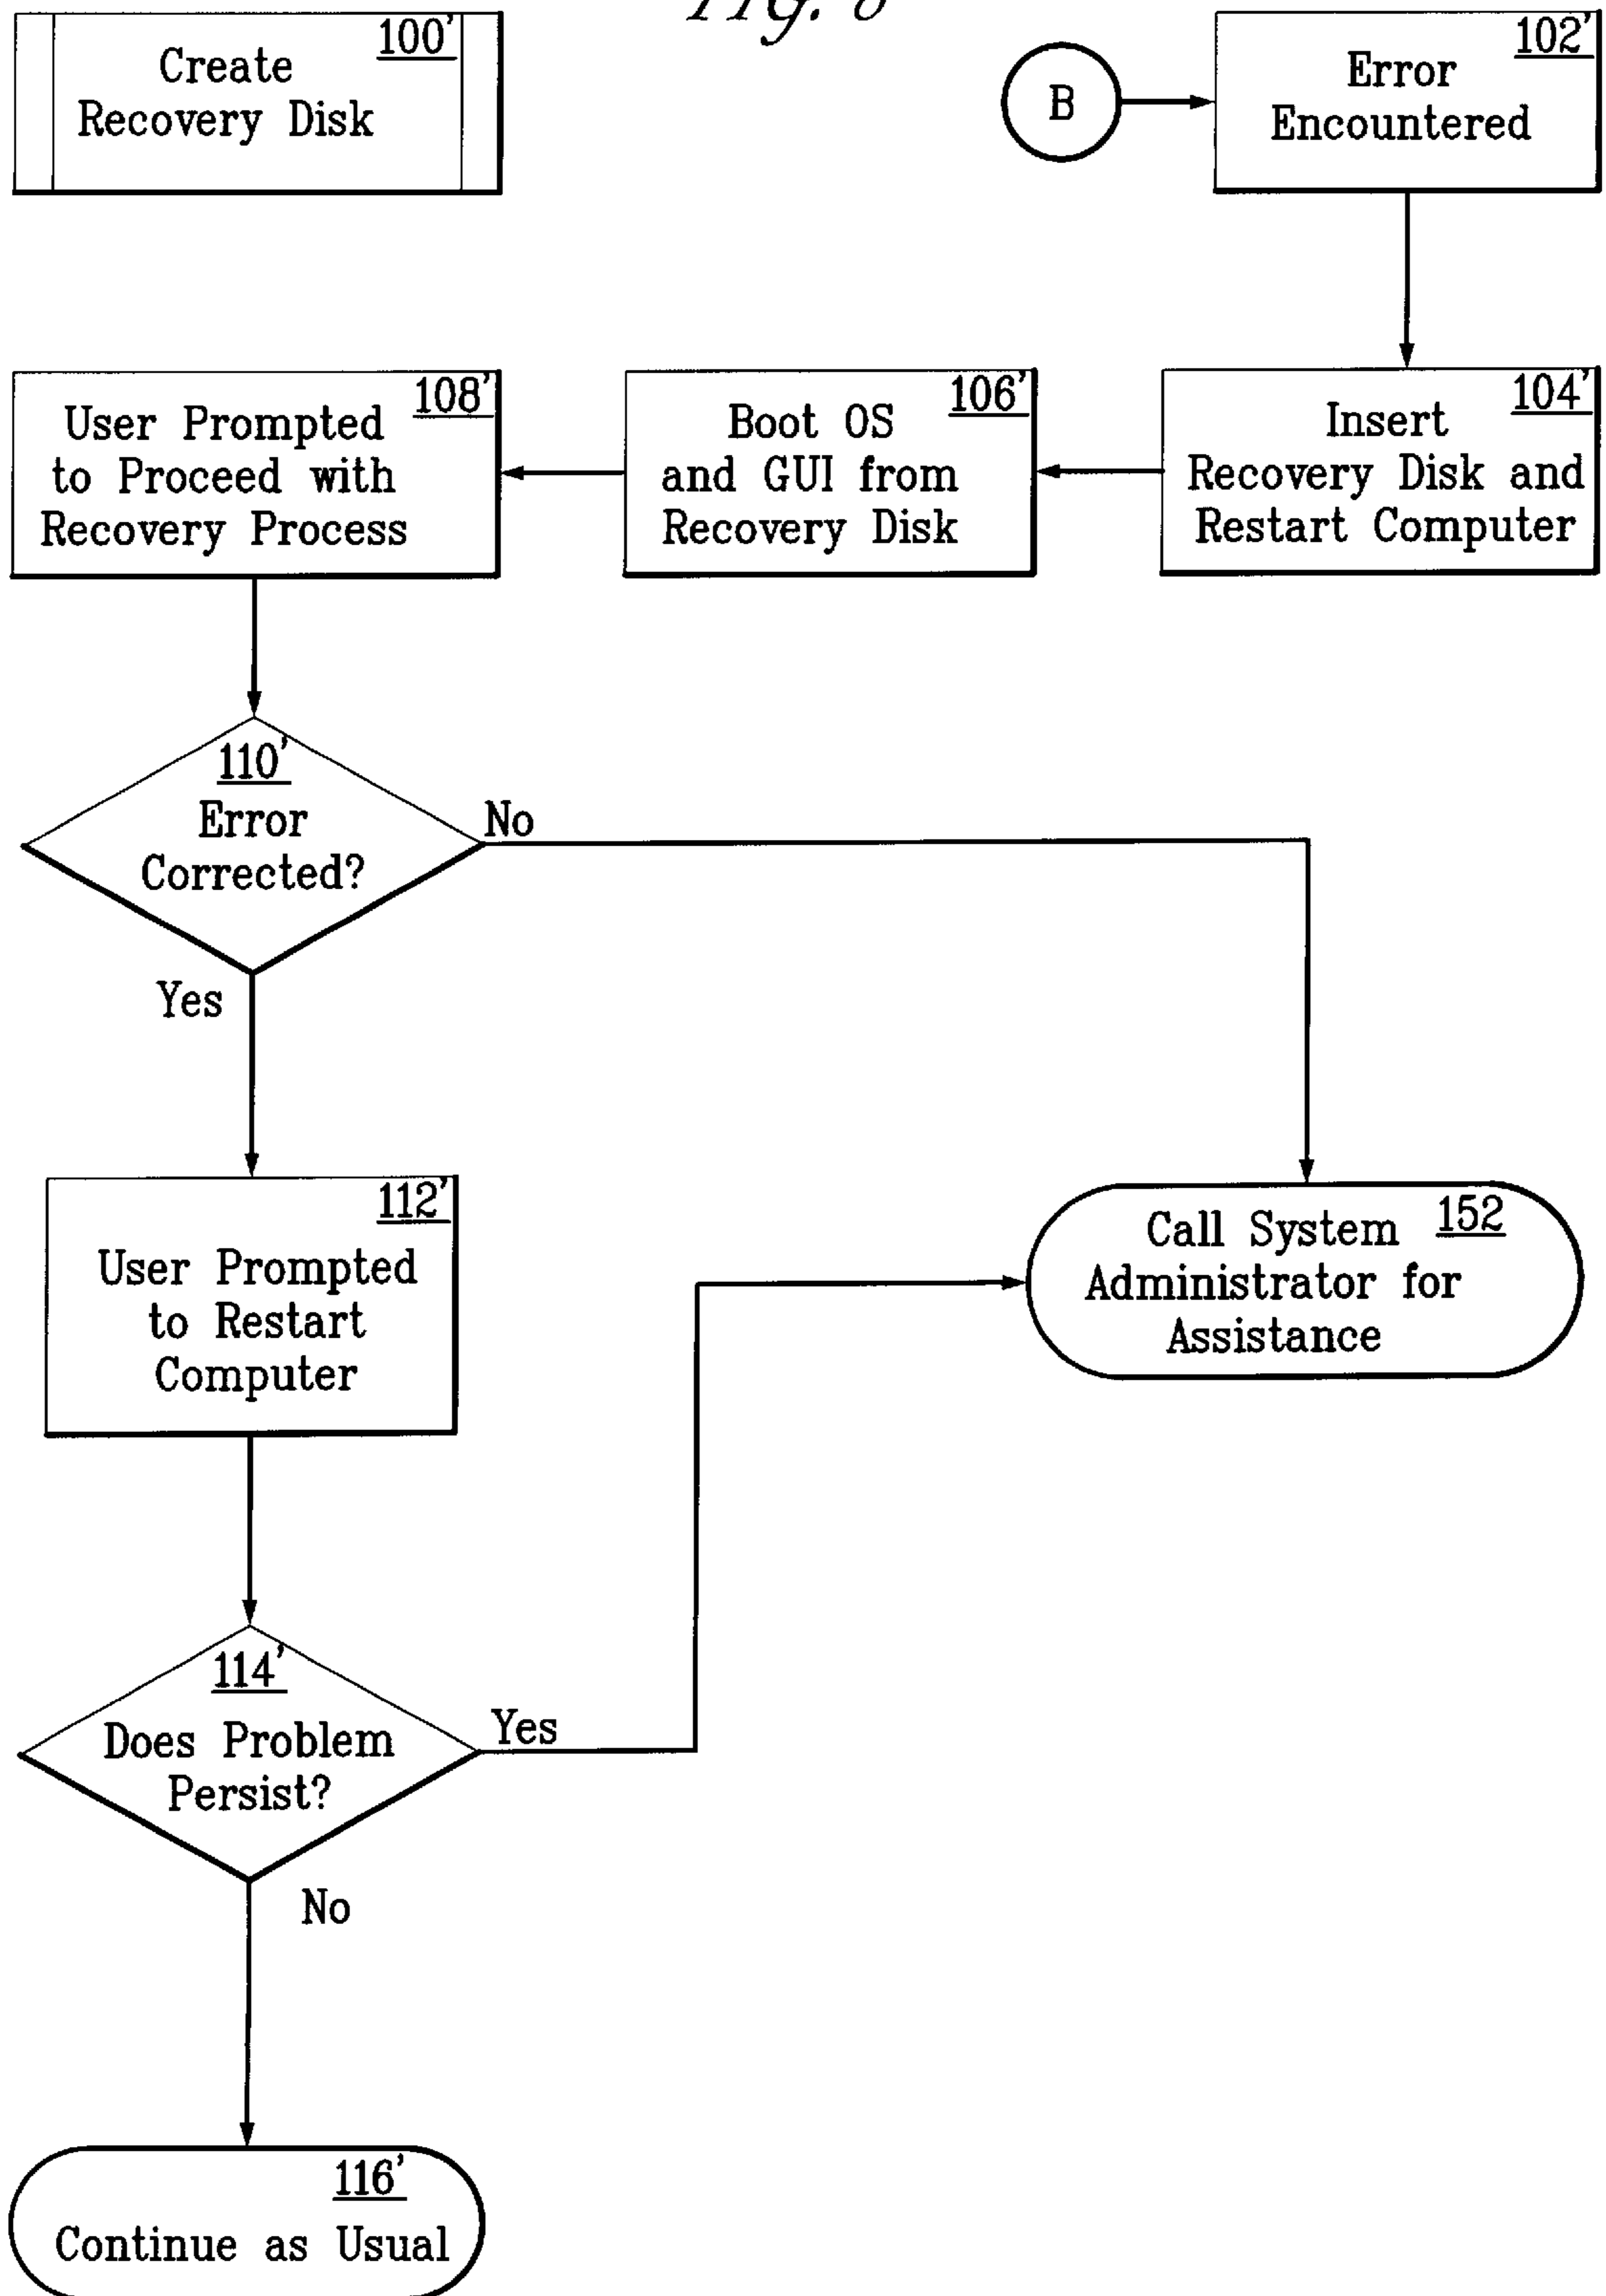 100'
Create
Recovery Disk
B
102'
Error
Encountered
108'
User Prompted
to Proceed with
Recovery Process
106'
Boot OS
and GUI from
Recovery Disk
104'
Insert
Recovery Disk and
Restart Computer
110'
Error
Corrected?
No
Yes
112'
User Prompted
to Restart
Computer
Call System 152
Administrator for
Assistance
114'
Does Problem
Persist?
Yes
No
116'
Continue as Usual